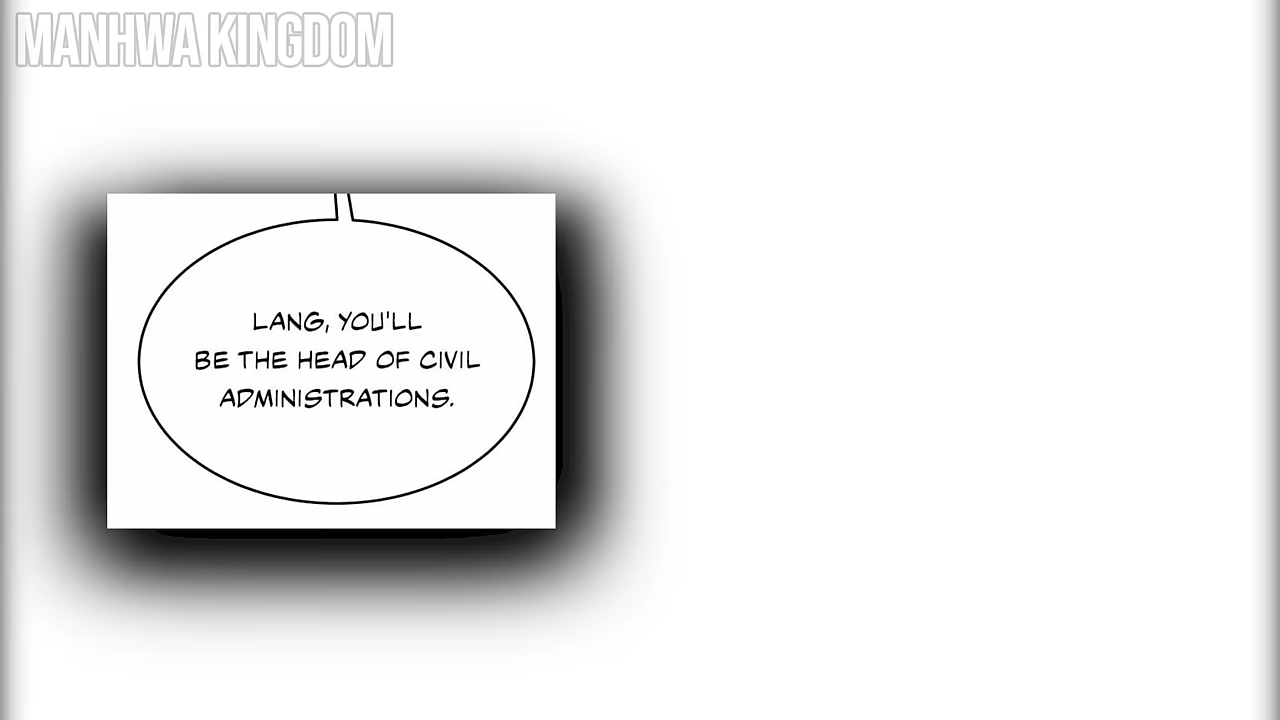 MANHWA KINGDOM
LANG, YOU'LL
BE THE HEAD OF CIVIL
ADMINISTRATIONS.